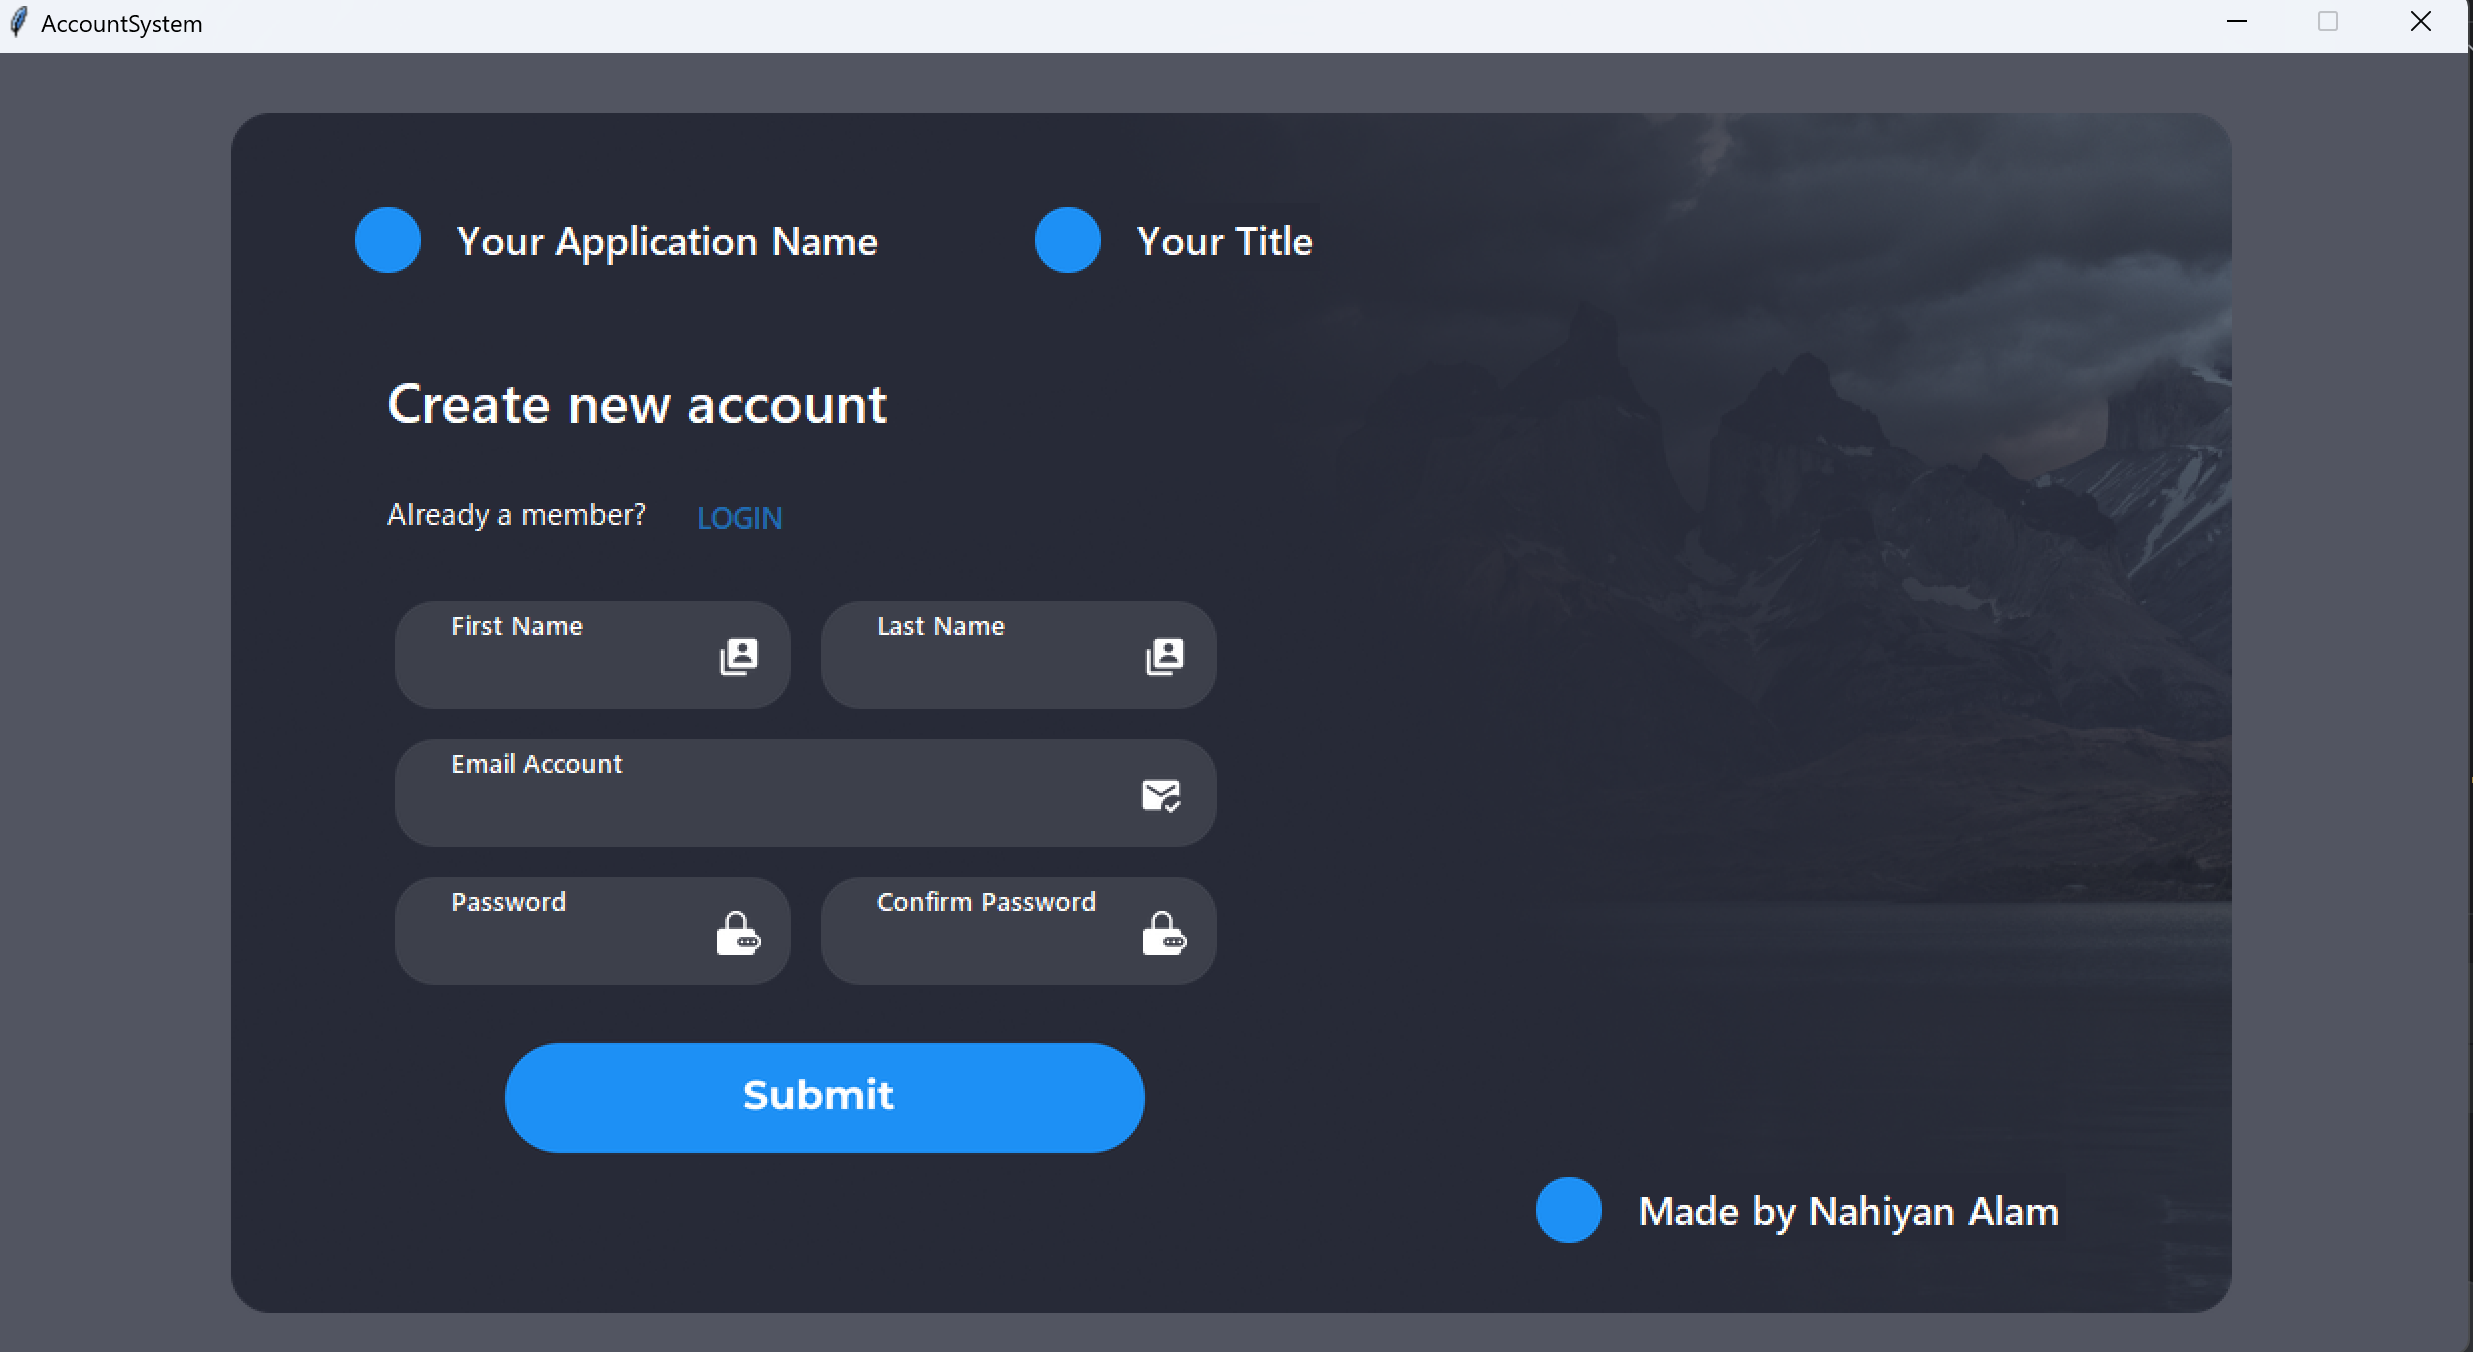 AccountSystem
Your Application Name
Your Title
Create new account
Already a member? LOGIN
First Name
Last Name
Email Account
Password
Confirm Password
Submit
Made by Nahiyan Alam